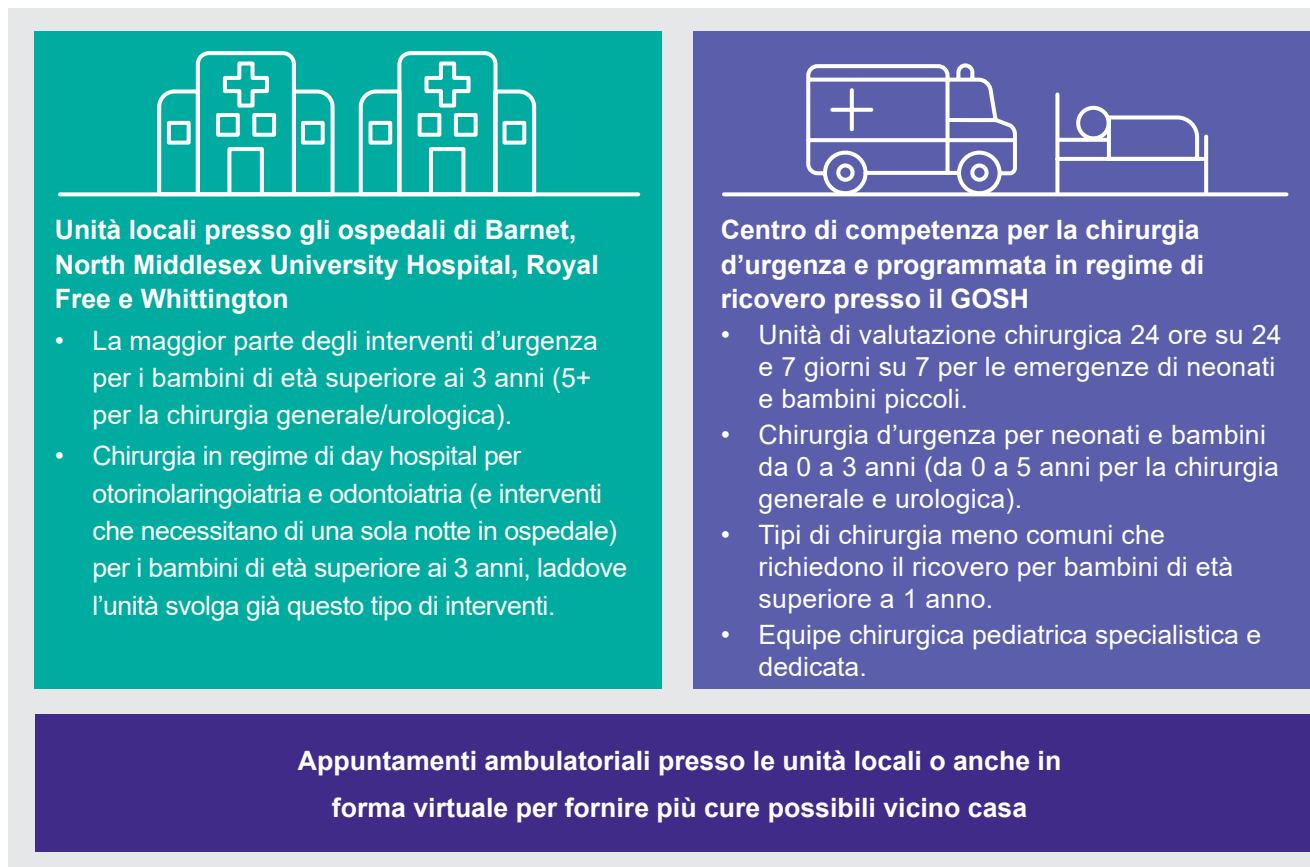 Unità locali presso gli ospedali di Barnet,
North Middlesex University Hospital, Royal
Free e Whittington
• La maggior parte degli interventi d’urgenza
per i bambini di età superiore ai 3 anni (5+
per la chirurgia generale/urologica).
• Chirurgia in regime di day hospital per
otorinolaringoiatria e odontoiatria (e interventi
che necessitano di una sola notte in ospedale)
per i bambini di età superiore ai 3 anni, laddove
l’unità svolga già questo tipo di interventi.
Centro di competenza per la chirurgia
d’urgenza e programmata in regime di
ricovero presso il GOSH
• Unità di valutazione chirurgica 24 ore su 24
e 7 giorni su 7 per le emergenze di neonati
e bambini piccoli.
• Chirurgia d’urgenza per neonati e bambini
da 0 a 3 anni (da 0 a 5 anni per la chirurgia
generale e urologica).
• Tipi di chirurgia meno comuni che
richiedono il ricovero per bambini di età
superiore a 1 anno.
• Equipe chirurgica pediatrica specialistica e
dedicata.
Appuntamenti ambulatoriali presso le unità locali o anche in
forma virtuale per fornire più cure possibili vicino casa